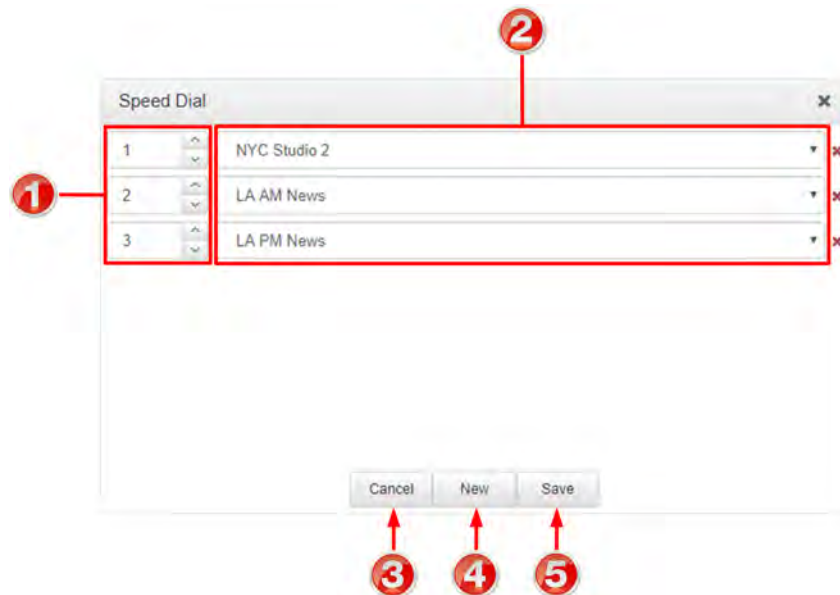 2
Speed Dial
1 NYC Studio 2
1
2 LA AM News
3 LA PM News
Cancel New Save
3 4 5